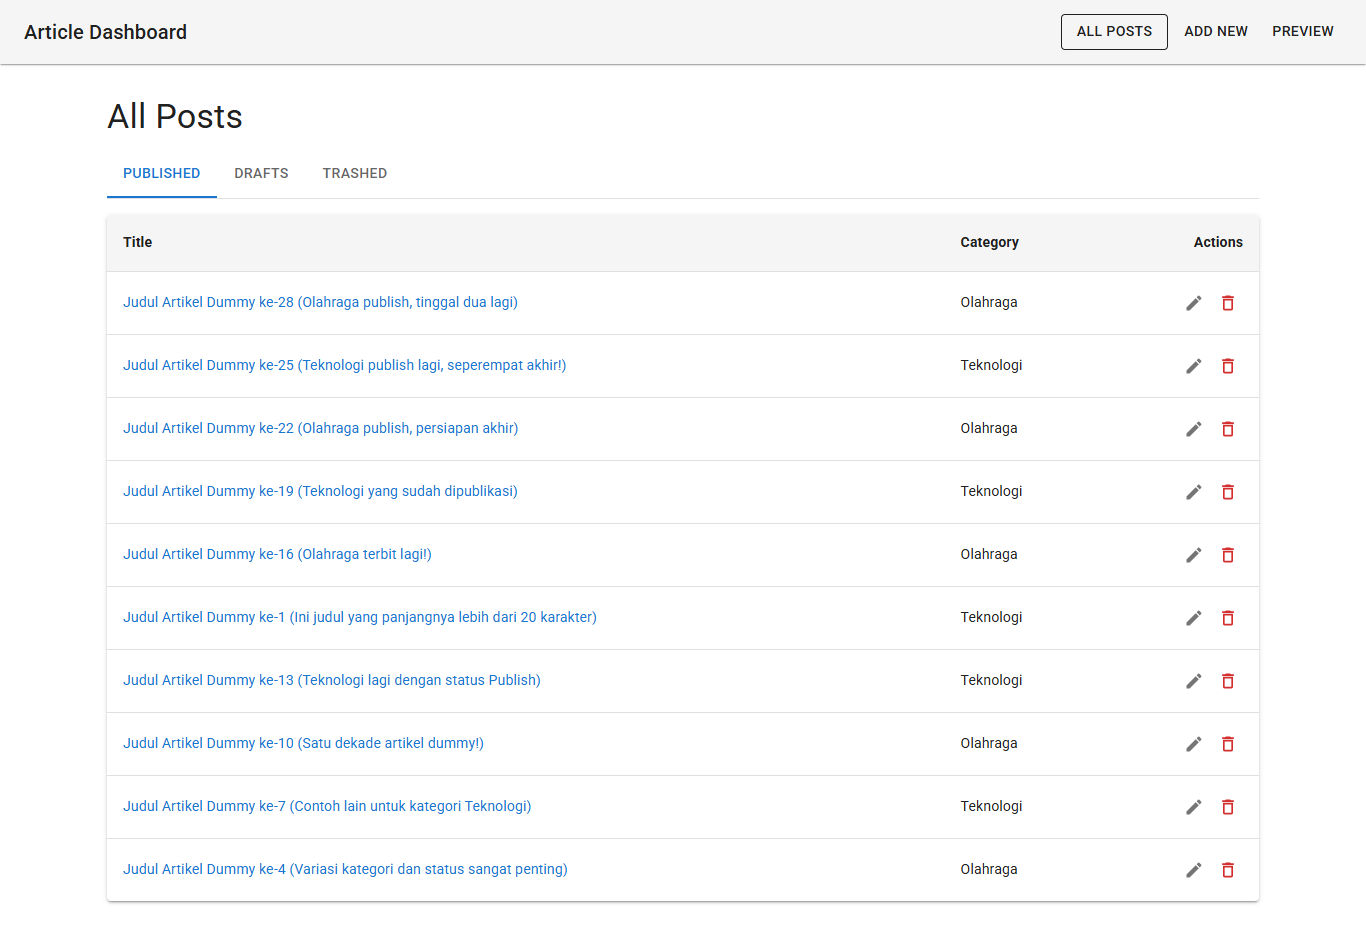 Article Dashboard
ALL POSTS ADD NEW PREVIEW
All Posts
PUBLISHED DRAFTS TRASHED
Title Category Actions
Judul Artikel Dummy ke-28 (Olahraga publish, tinggal dua lagi) Olahraga
Judul Artikel Dummy ke-25 (Teknologi publish lagi, seperempat akhir!) Teknologi
Judul Artikel Dummy ke-22 (Olahraga publish, persiapan akhir) Olahraga
Judul Artikel Dummy ke-19 (Teknologi yang sudah dipublikasi) Teknologi
Judul Artikel Dummy ke-16 (Olahraga terbit lagi!) Olahraga
Judul Artikel Dummy ke-1 (Ini judul yang panjangnya lebih dari 20 karakter) Teknologi
Judul Artikel Dummy ke-13 (Teknologi lagi dengan status Publish) Teknologi
Judul Artikel Dummy ke-10 (Satu dekade artikel dummy!) Olahraga
Judul Artikel Dummy ke-7 (Contoh lain untuk kategori Teknologi) Teknologi
Judul Artikel Dummy ke-4 (Variasi kategori dan status sangat penting) Olahraga